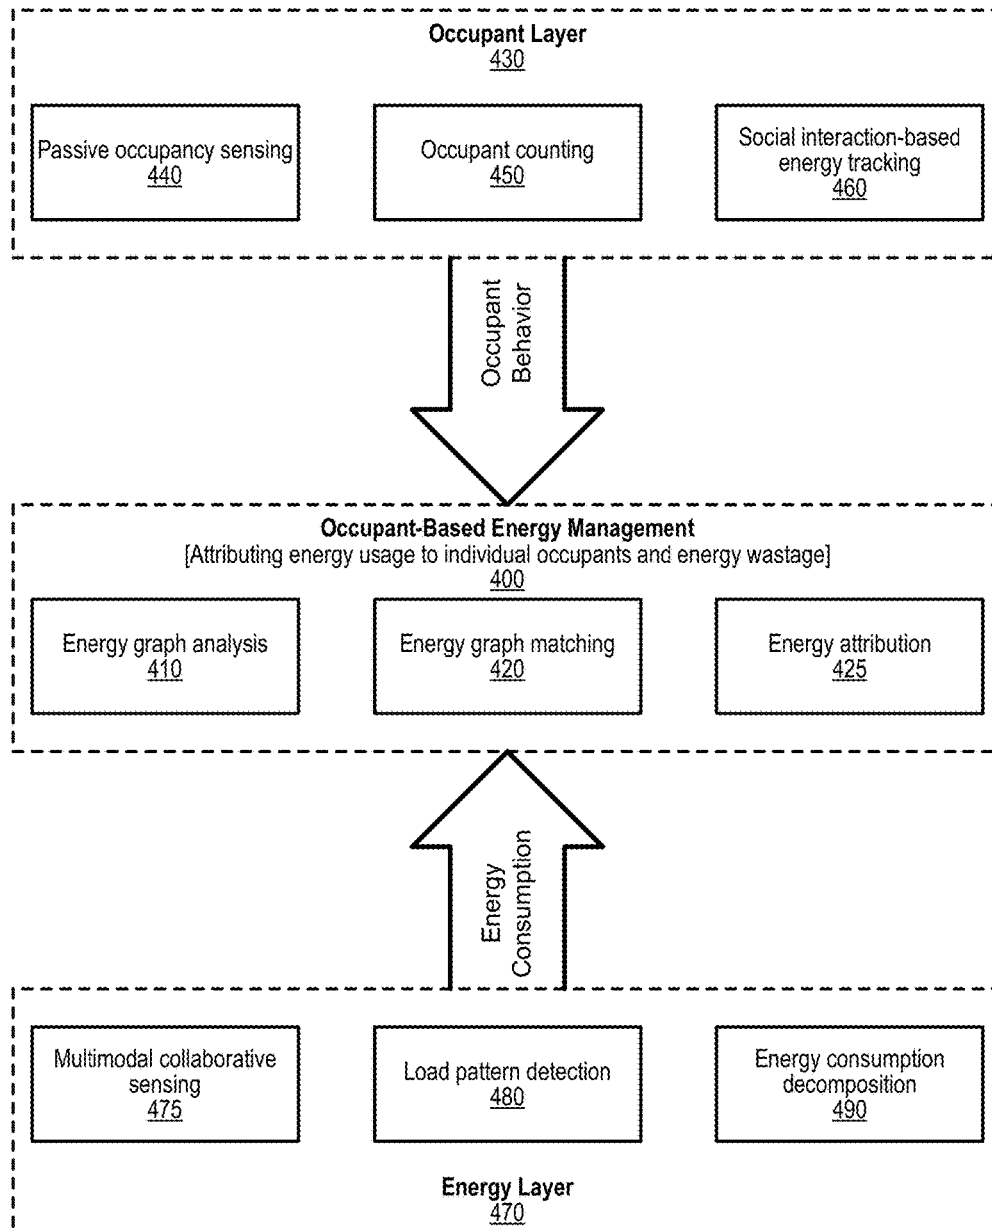 Occupant Layer
430
Passive occupancy sensing
440
Occupant counting
450
Social interaction-based
energy tracking
460
Occupant
Behavior
Occupant-Based Energy Management
[Attributing energy usage to individual occupants and energy wastage]
400
Energy graph analysis
410
Energy graph matching
420
Energy attribution
425
Energy
Consumption
Multimodal collaborative
sensing
475
Load pattern detection
480
Energy consumption
decomposition
490
Energy Layer
470